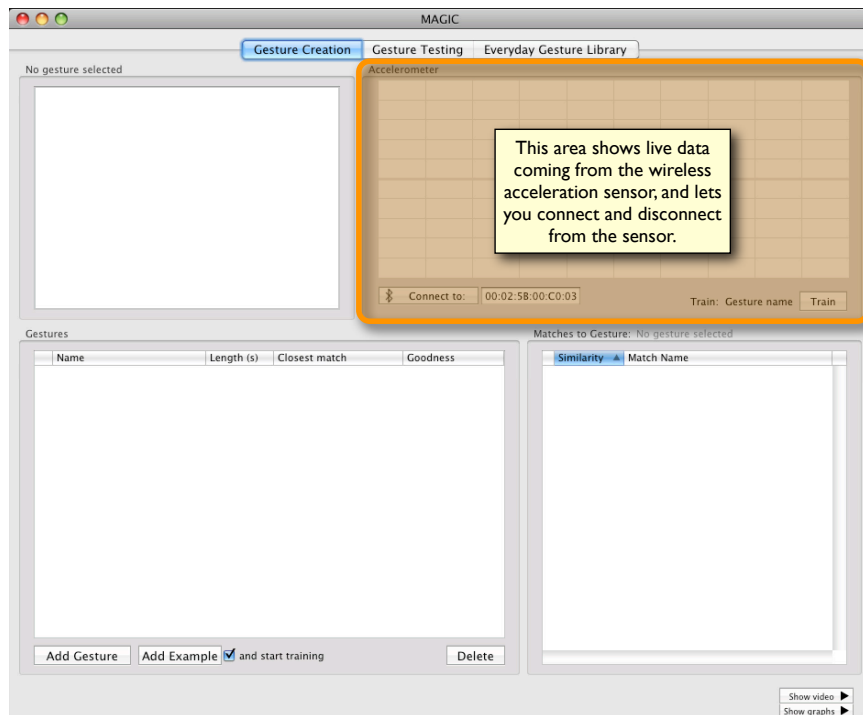 MAGIC
Gesture Creation Gesture Testing Everyday Gesture Library
No gesture selected
Accelerometer
This area shows live data
coming from the wireless
acceleration sensor, and lets
you connect and disconnect
from the sensor.
Connect to: 00:02:5B:00:C0:03
Train: Gesture name Train
Gestures
Name Length (s) Closest match Goodness
Add Gesture Add Example and start training Delete
Matches to Gesture: No gesture selected
Similarity Match Name
Show video
Show graphs